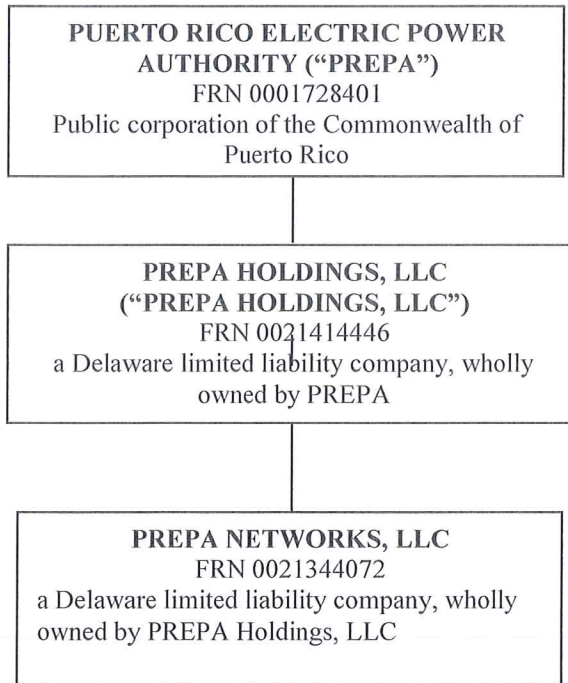 PUERTO RICO ELECTRIC POWER
AUTHORITY (“PREPA”)
FRN 0001728401
Public corporation of the Commonwealth of
Puerto Rico
PREPA HOLDINGS, LLC
(“PREPA HOLDINGS, LLC”)
FRN 0021414446
a Delaware limited liability company, wholly
owned by PREPA
PREPA NETWORKS, LLC
FRN 0021344072
a Delaware limited liability company, wholly
owned by PREPA Holdings, LLC